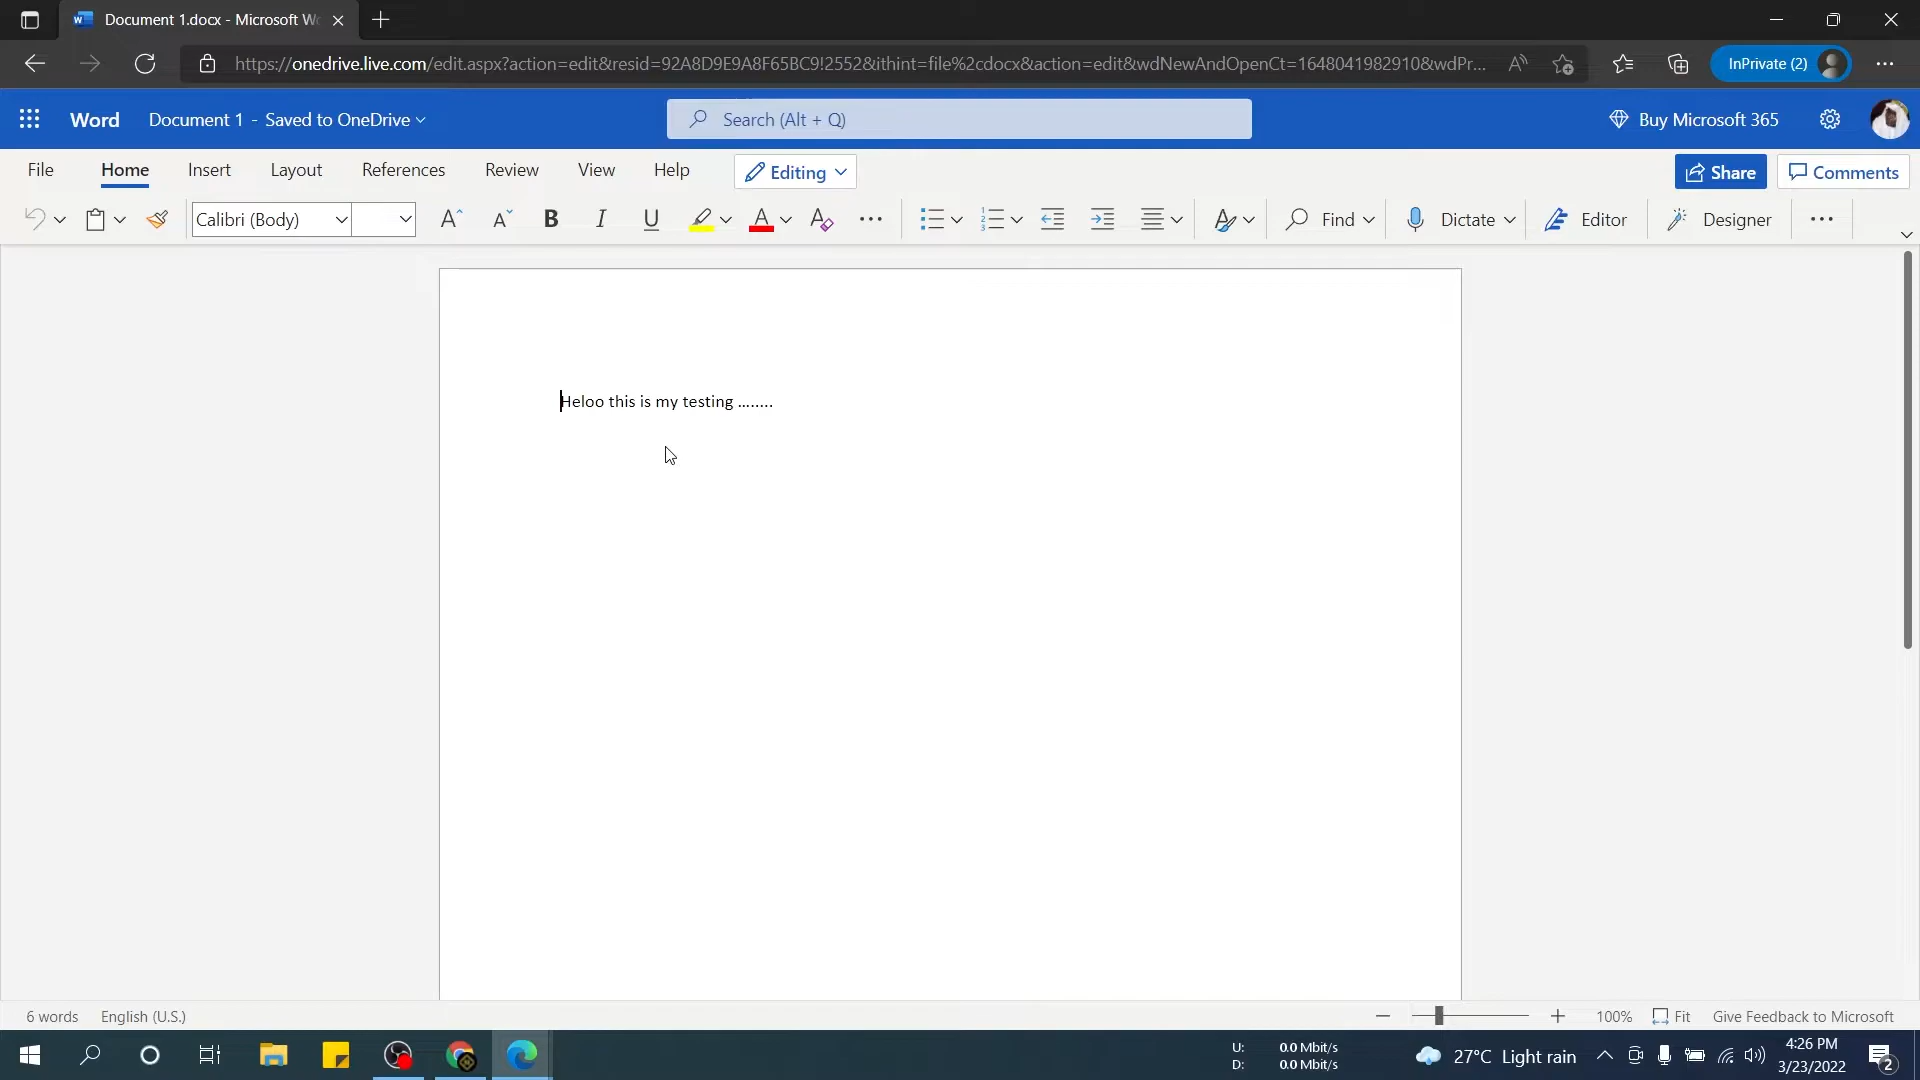 Document 1.docx - Microsoft Wo
https://onedrive.live.com/edit.aspx?action=edit&resid=92A8D9E9A8F65BC9!2552&ithint=file%2cdocx&action=edit&wdNewAndOpenCt=1648041982910&wdPr... InPrivate (2)
Word Document 1 - Saved to OneDrive Search (Alt + Q) Buy Microsoft 365
File Home Insert Layout References Review View Help Editing Share Comments
Calibri (Body) A A B I U A A Find Dictate Editor Designer
Heloo this is my testing ........
6 words English (U.S.) 100% Fit Give Feedback to Microsoft
U: 0.0 Mbit/s
D: 0.0 Mbit/s
27°C Light rain
4:26 PM
3/23/2022
2